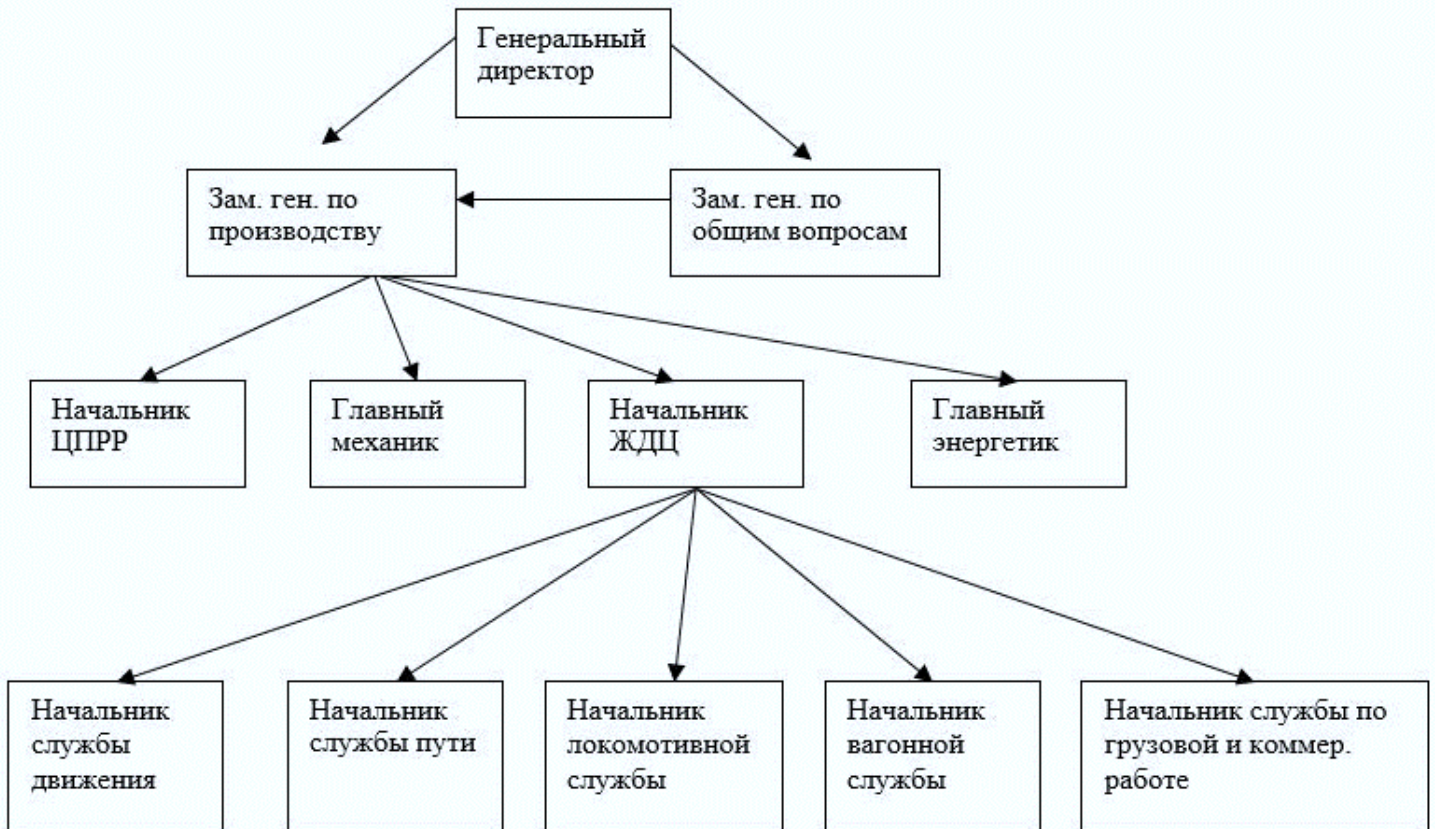 Генеральный
директор
Зам. ген. по
производству
Зам. ген. по
общим вопросам
Начальник
ЦПРР
Главный
механик
Начальник
ЖДЦ
Главный
энергетик
Начальник
службы
движения
Начальник
службы пути
Начальник
локомотивной
службы
Начальник
вагонной
службы
Начальник службы по
грузовой и коммер.
работе